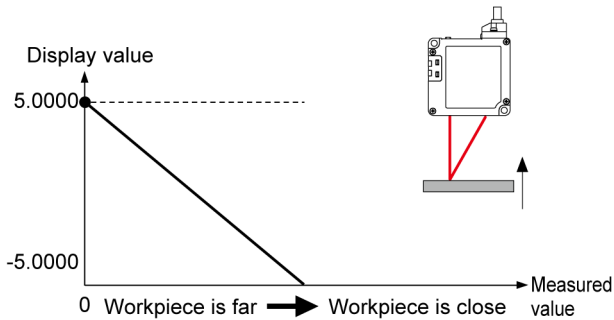 Display value
5.0000
-5.0000
0 Workpiece is far Workpiece is close
Measured
value